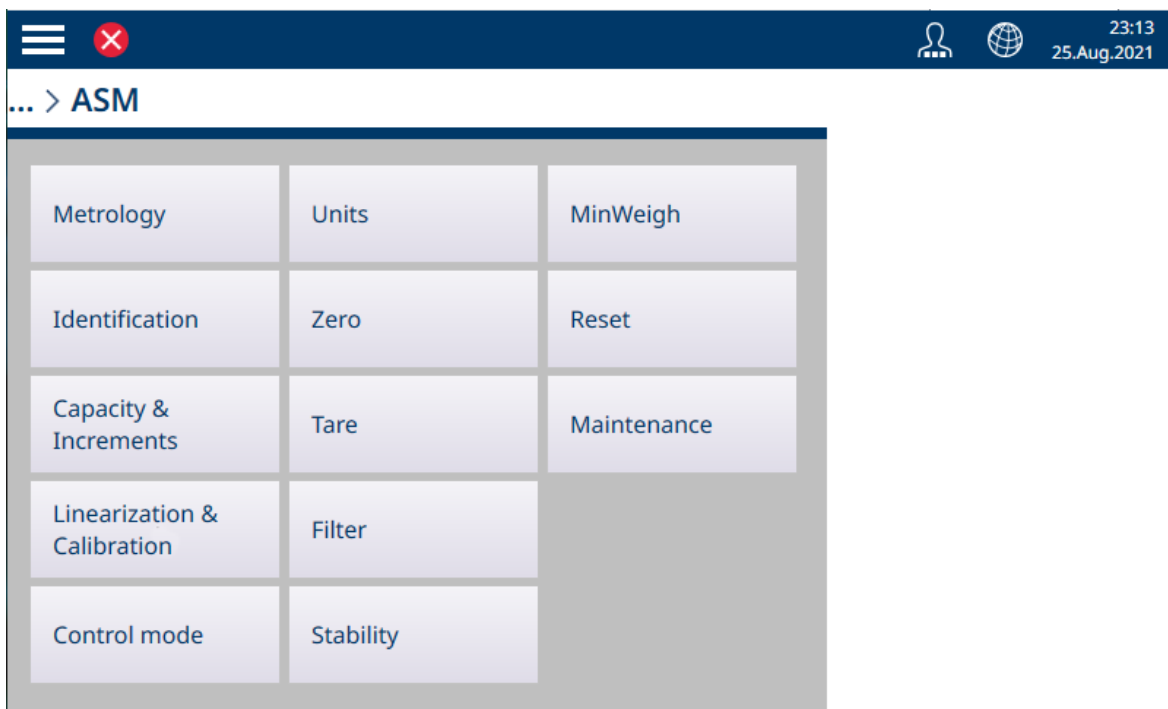 23:13
25.Aug.2021
... > ASM
Metrology
Units
MinWeigh
Identification
Zero
Reset
Capacity &
Increments
Tare
Maintenance
Linearization &
Calibration
Filter
Control mode
Stability